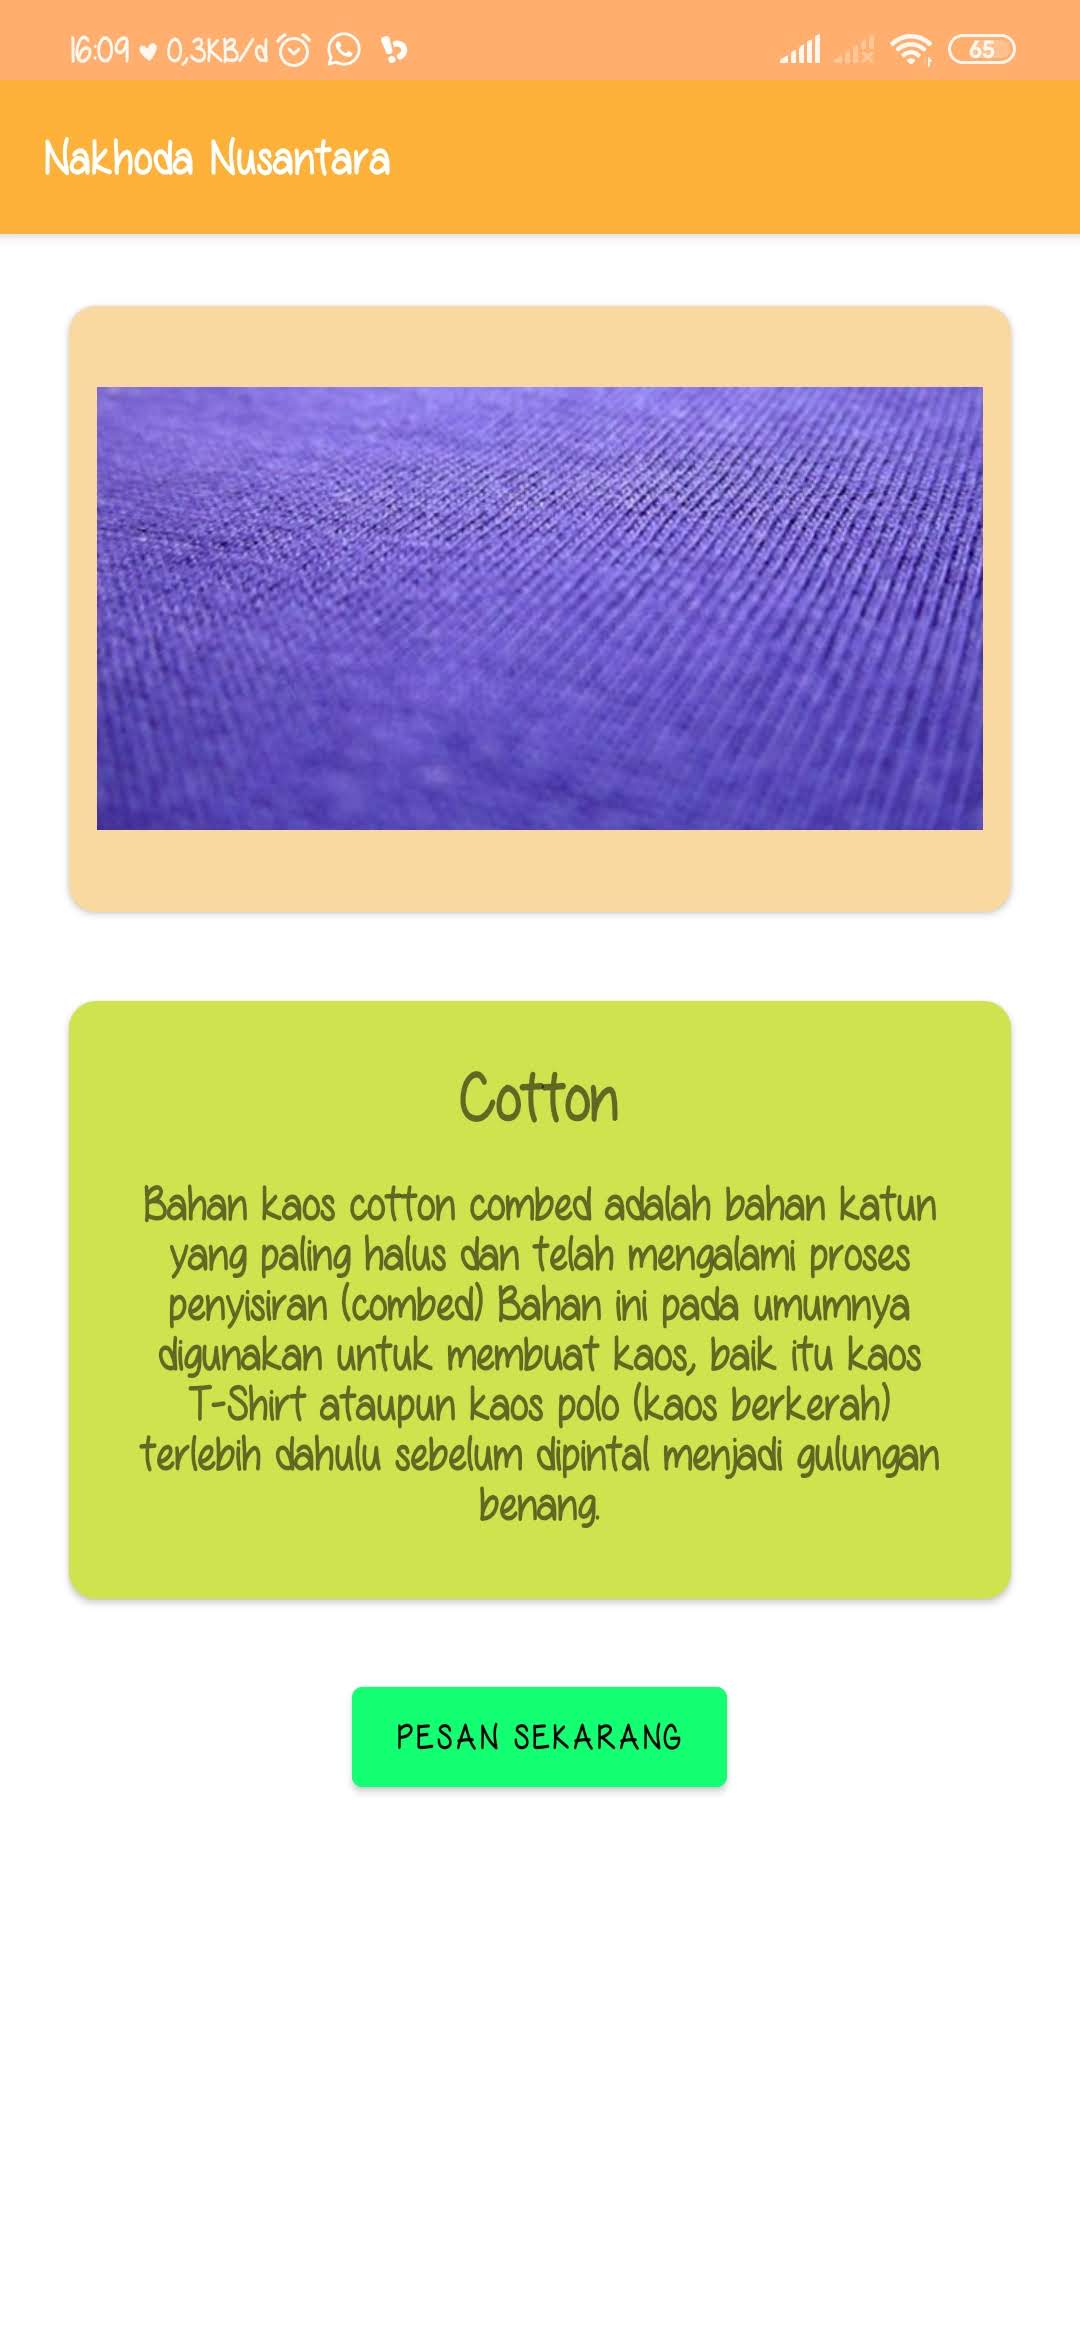 16:09 ♥ 0,3KB/d
65
Nakhoda Nusantara
Cotton
Bahan kaos cotton combed adalah bahan katun
yang paling halus dan telah mengalami proses
penyisiran (combed) Bahan ini pada umumnya
digunakan untuk membuat kaos, baik itu kaos
T-Shirt ataupun kaos polo (kaos berkerah)
terlebih dahulu sebelum dipintal menjadi gulungan
benang.
PESAN SEKARANG